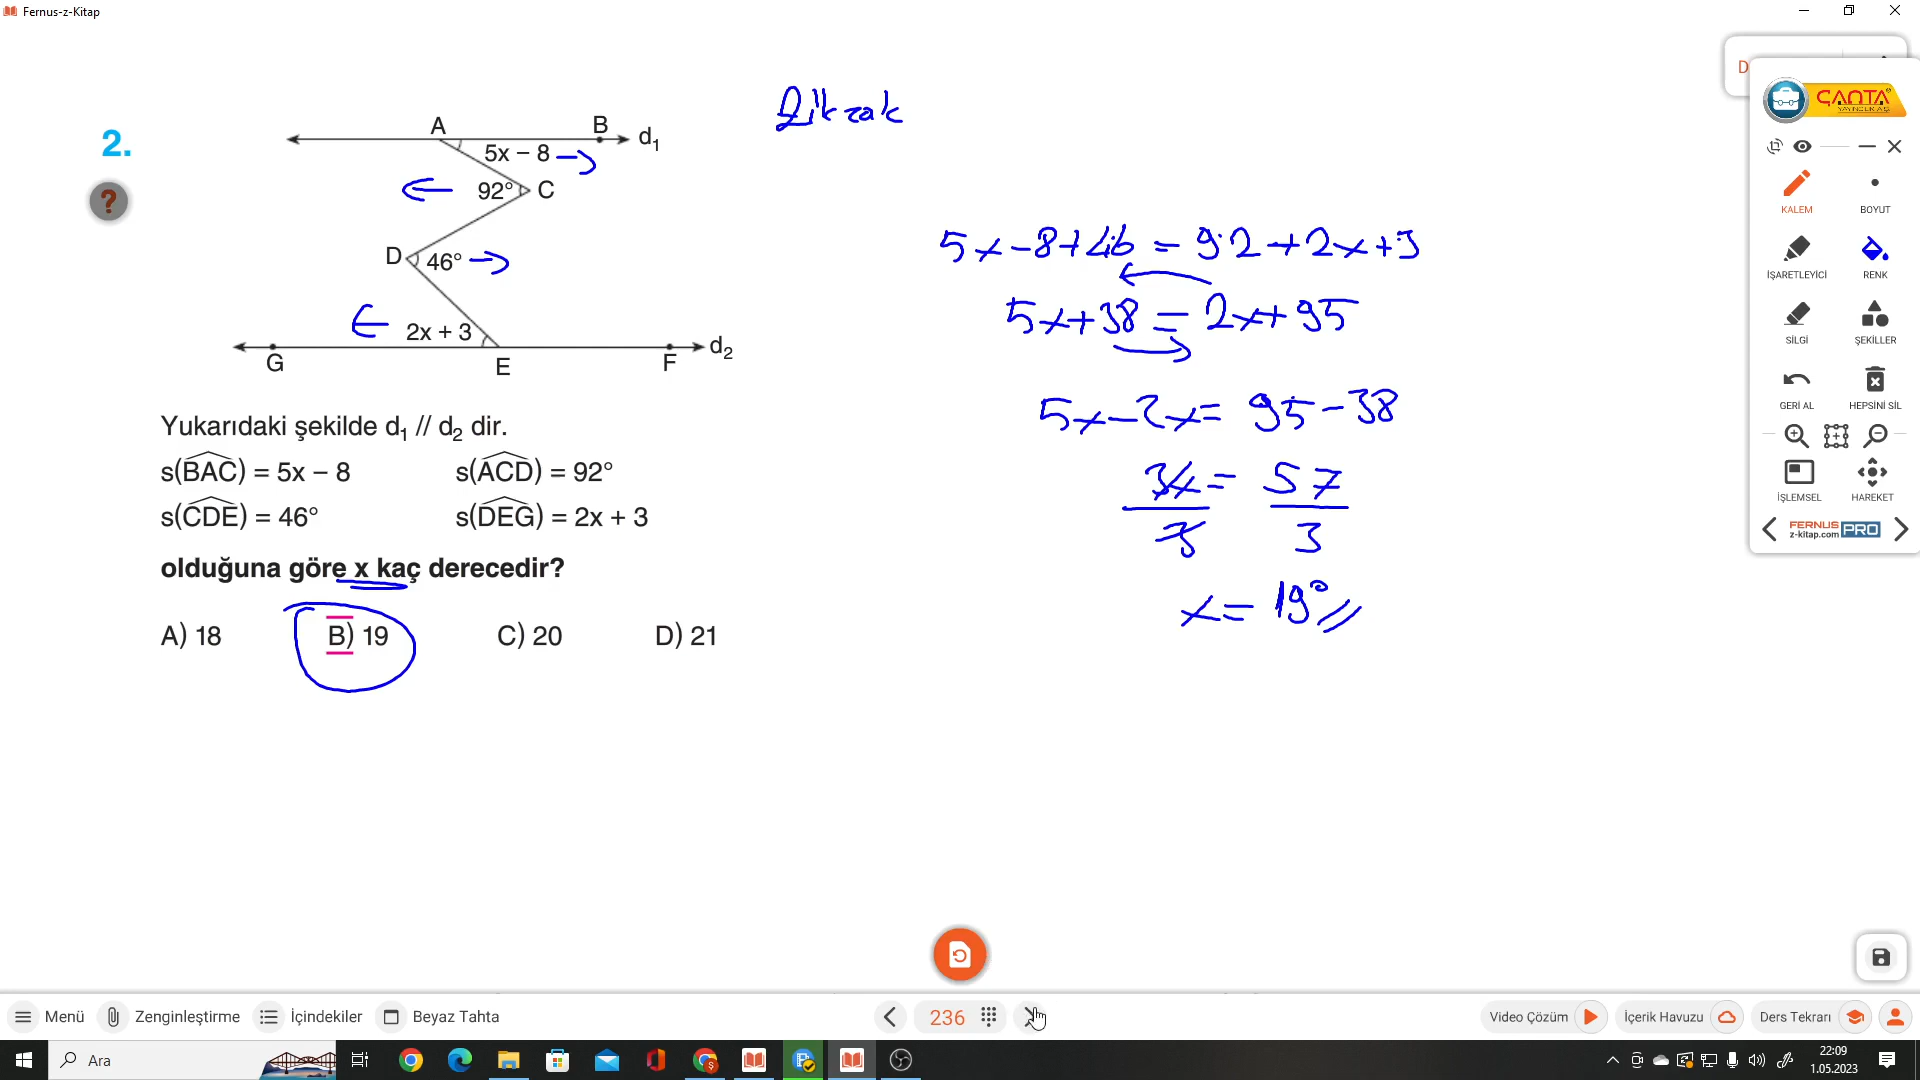 Fernus-z-Kitap
Zikzak
2.
A
B
d1
5x – 8
92°
C
D
46°
2x + 3
G
E
F
d2
5x-8+46 = 92+2x+3
5x+38 = 2x+95
5x-2x= 95-38
3x = 57
3 3
x= 19°
Yukarıdaki şekilde d1 // d2 dir.
s(BAC) = 5x – 8 s(ACD) = 92°
s(CDE) = 46° s(DEG) = 2x + 3
olduğuna göre x kaç derecedir?
A) 18 B) 19 C) 20 D) 21
ÇANTA
KALEM
BOYUT
İŞARETLEYİCİ
RENK
SİLGİ
ŞEKİLLER
GERİ AL
HEPSİNİ SİL
İŞLEMSEL
HAREKET
FERNUS PRO
z-kitap.com
Menü
Zenginleştirme
İçindekiler
Beyaz Tahta
236
Video Çözüm
İçerik Havuzu
Ders Tekrarı
Ara
22:09
1.05.2023